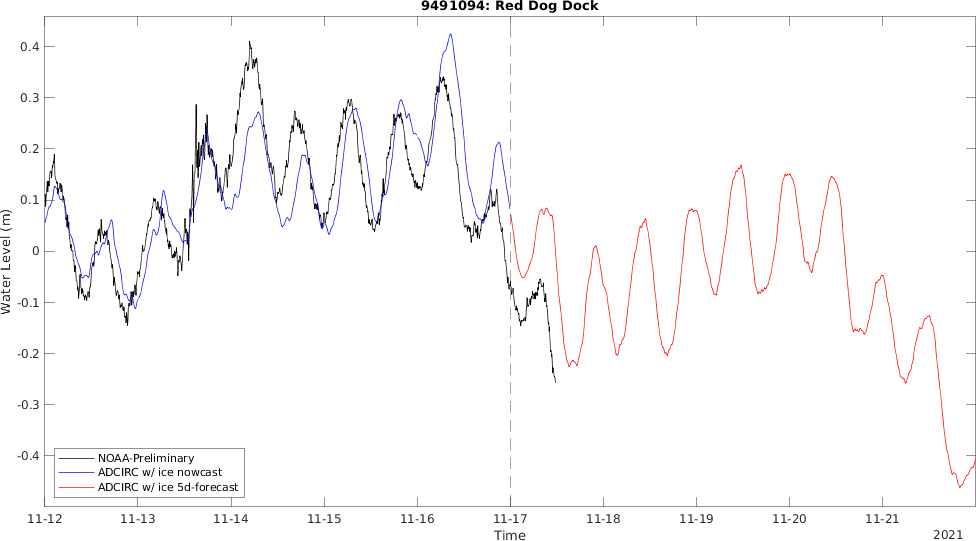 9491094: Red Dog Dock
Water Level (m)
0.4
0.3
0.2
0.1
0
-0.1
-0.2
-0.3
-0.4
NOAA-Preliminary
ADCIRC w/ ice nowcast
ADCIRC w/ ice 5d-forecast
11-12 11-13 11-14 11-15 11-16 11-17 11-18 11-19 11-20 11-21
Time
2021